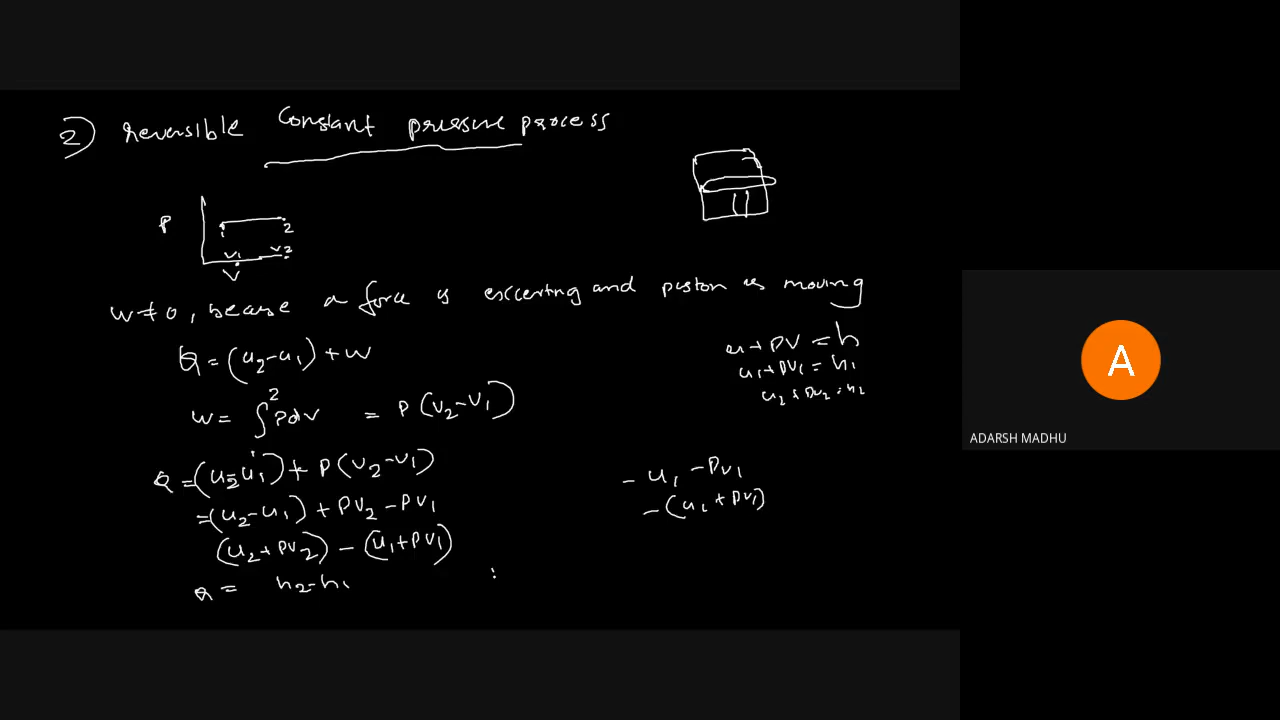 2) Reversible Constant pressure process
P
1 2
V1 V2
V
W≠0, becase a force is excerting and piston is moving
Q = (u2-u1) + W
W = ∫ 2 1 PdV = P(V2-V1)
Q = (u2-u1) + P(V2-V1)
= (u2-u1) + PV2 - PV1
(u2+PV2) - (u1+PV1)
Q = h2-h1
u + PV = h
u1+PV1 = h1
u2+PV2 = h2
- u1 - PV1
- (u1 + PV1)
A
ADARSH MADHU